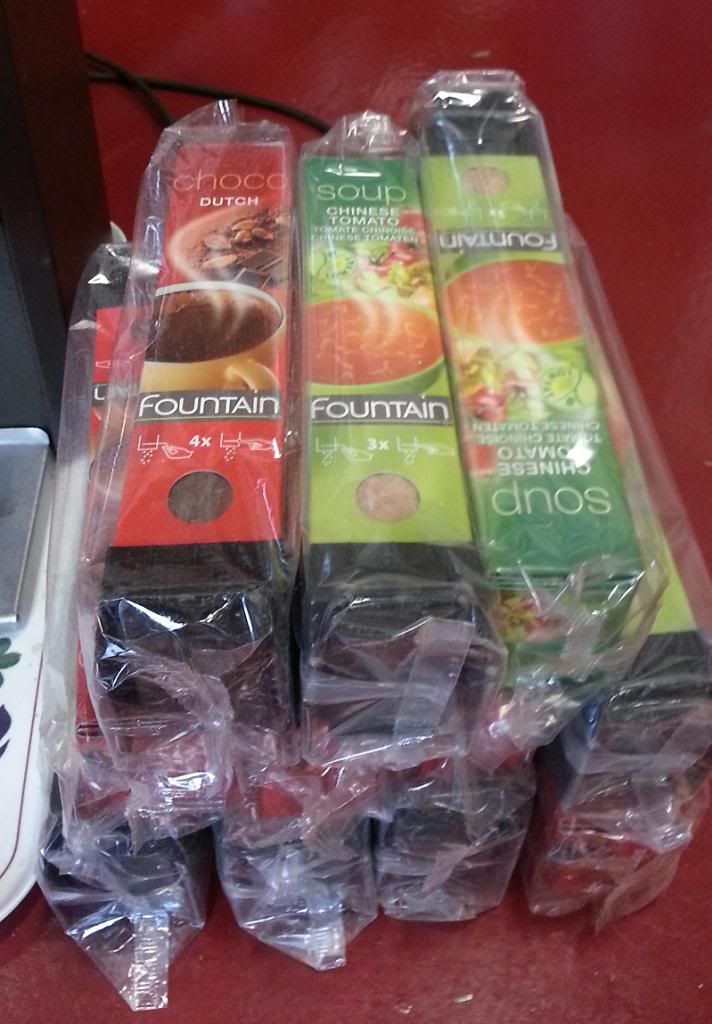 choco
DUTCH
FOUNTAIN
4x
soup
CHINESE
TOMATO
TOMATE CHINOISE
CHINESE TOMATEN
FOUNTAIN
3x
soup
CHINESE
TOMATO
TOMATE CHINOISE
CHINESE TOMATEN
FOUNTAIN